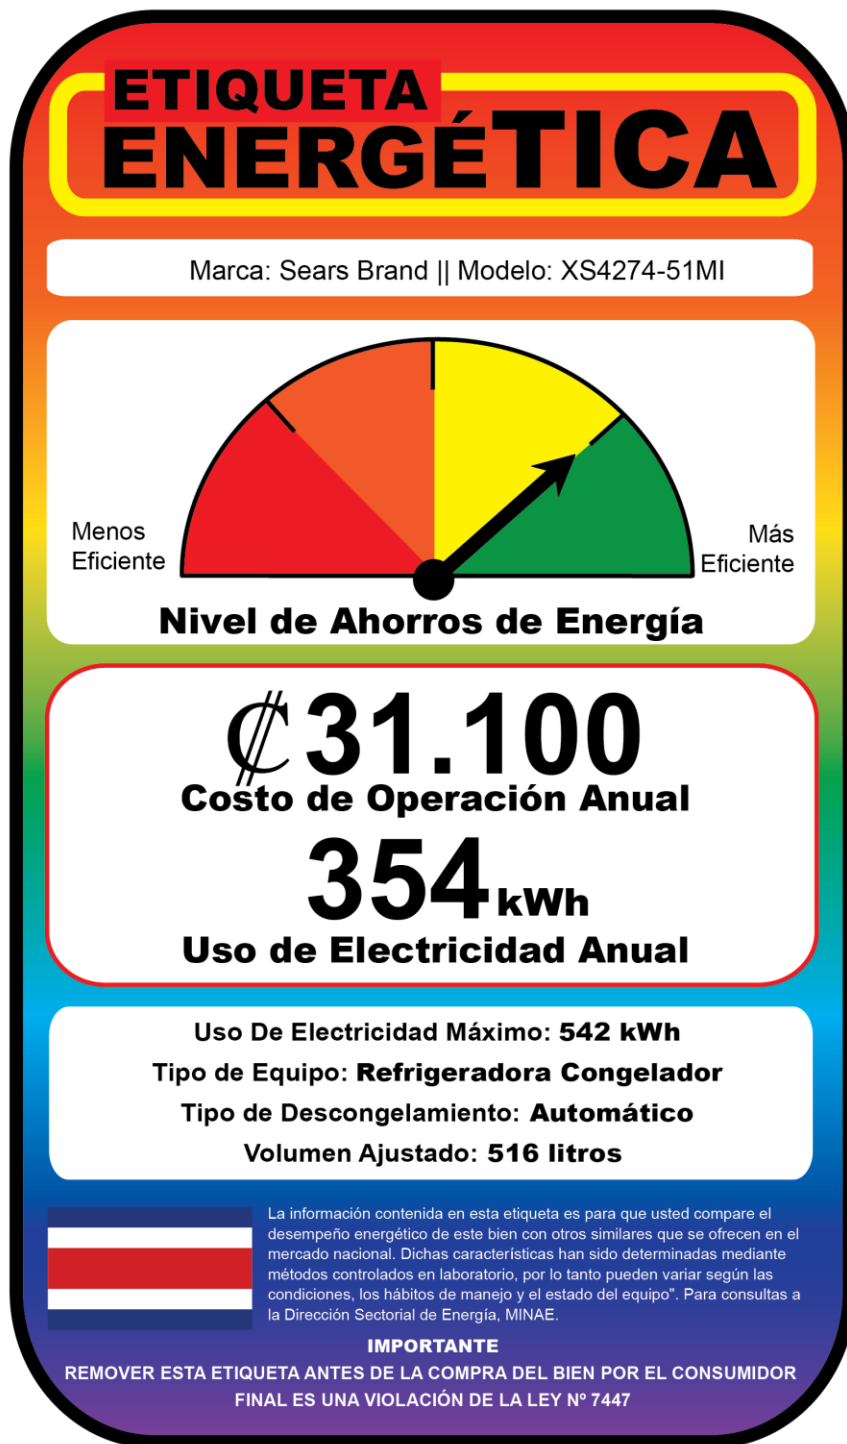 ETIQUETA
ENERGÉTICA
Marca: Sears Brand || Modelo: XS4274-51MI
Menos
Eficiente
Más
Eficiente
Nivel de Ahorros de Energía
₡31.100
Costo de Operación Anual
354 kWh
Uso de Electricidad Anual
Uso De Electricidad Máximo: 542 kWh
Tipo de Equipo: Refrigeradora Congelador
Tipo de Descongelamiento: Automático
Volumen Ajustado: 516 litros
La información contenida en esta etiqueta es para que usted compare el
desempeño energético de este bien con otros similares que se ofrecen en el
mercado nacional. Dichas características han sido determinadas mediante
métodos controlados en laboratorio, por lo tanto pueden variar según las
condiciones, los hábitos de manejo y el estado del equipo". Para consultas a
la Dirección Sectorial de Energía, MINAE.
IMPORTANTE
REMOVER ESTA ETIQUETA ANTES DE LA COMPRA DEL BIEN POR EL CONSUMIDOR
FINAL ES UNA VIOLACIÓN DE LA LEY Nº 7447